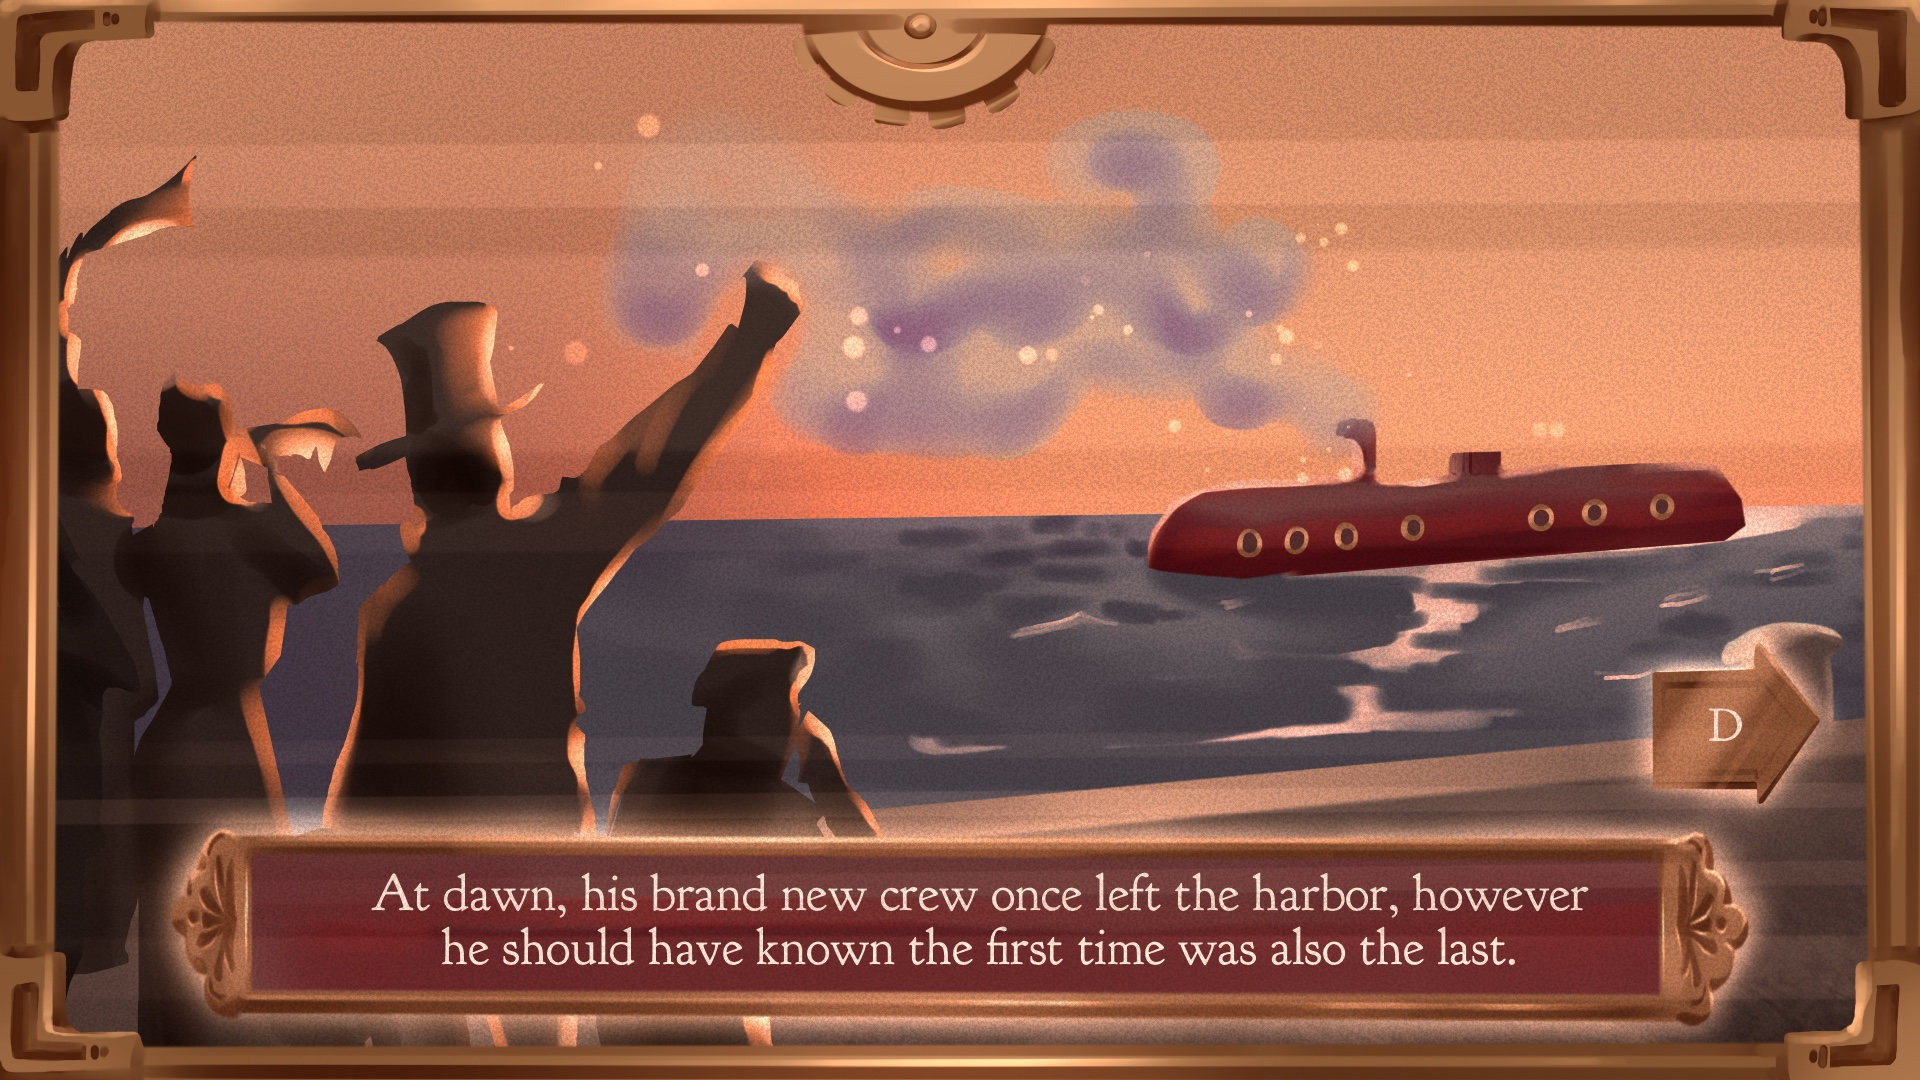 D
At dawn, his brand new crew once left the harbor, however
he should have known the first time was also the last.